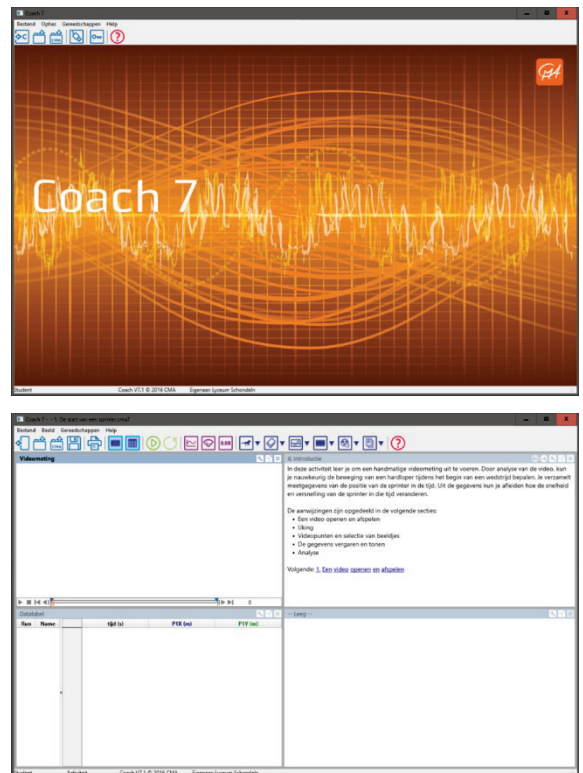 Coach 7
Bestand Opties Gereedschappen Help
CMA
Coach 7
Student Coach V7.1 © 2016 CMA Eigenaar: Lyceum Schondeln
Coach 7 - - 1. De start van een sprinter.cma7
Bestand Beeld Gereedschappen Help
Videometing
0. Introductie
In deze activiteit leer je om een handmatige videometing uit te voeren. Door analyse van de video, kun
je nauwkeurig de beweging van een hardloper tijdens het begin van een wedstrijd bepalen. Je verzamelt
meetgegevens van de positie van de sprinter in de tijd. Uit de gegevens kun je afleiden hoe de snelheid
en versnelling van de sprinter in die tijd veranderen.
De aanwijzingen zijn opgedeeld in de volgende secties:
• Een video openen en afspelen
• IJking
• Videopunten en selectie van beeldjes
• De gegevens vergaren en tonen
• Analyse
Volgende: 1. Een video openen en afspelen
Datatabel
-- Leeg --
Run Name tijd (s) P1X (m) P1Y (m)
Student Activiteit Coach V7.1 © 2016 CMA Eigenaar: Lyceum Schondeln